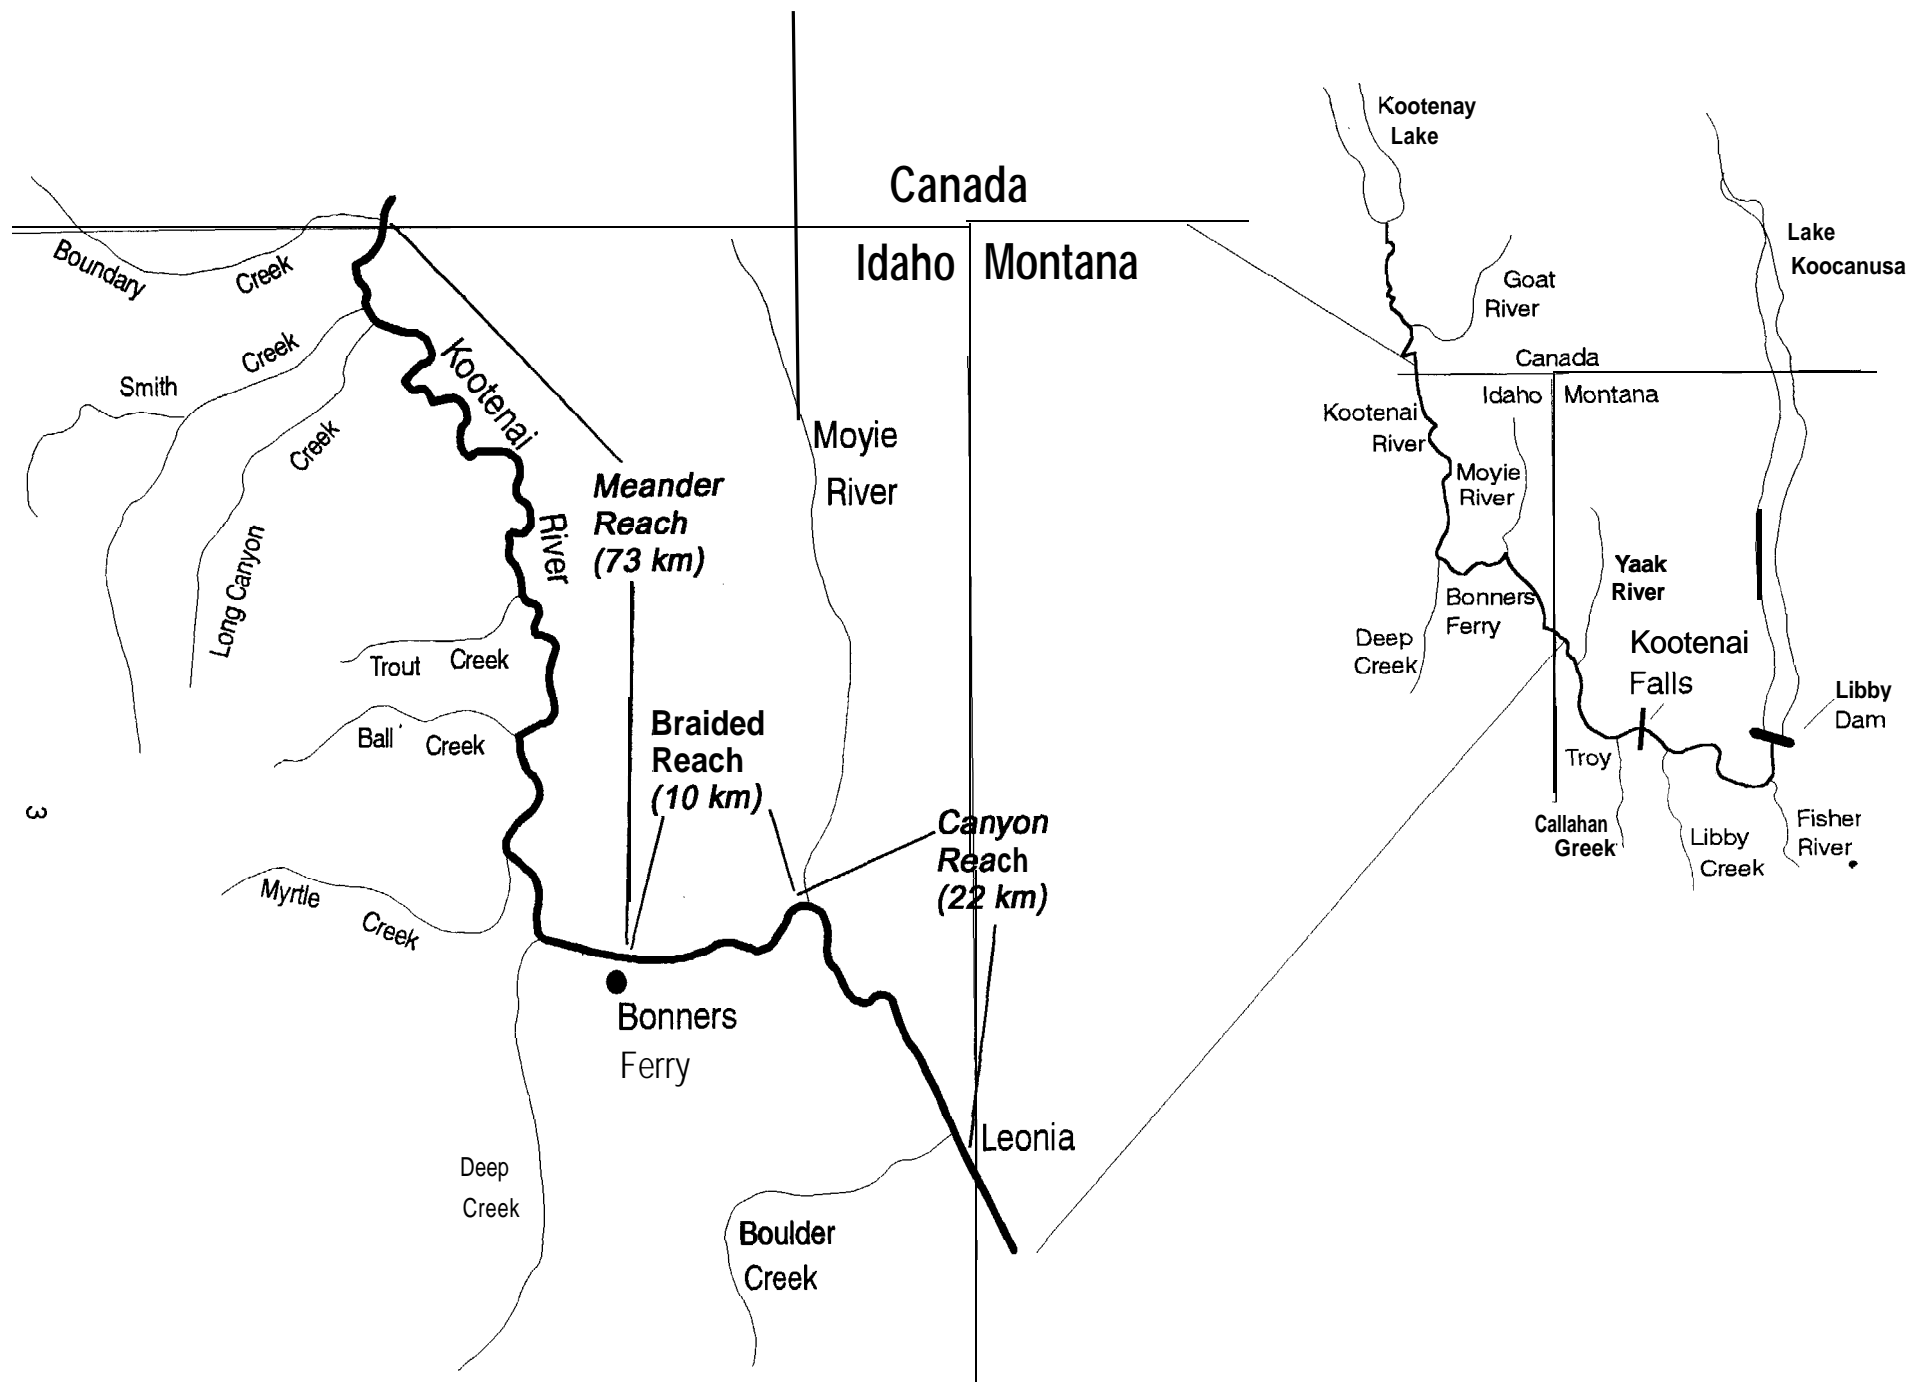 Canada
Idaho
Montana
Boundary
Creek
Smith
Creek
Long Canyon
Creek
Kootenai
River
Meander
Reach
(73 km)
Moyie
River
Trout
Creek
Ball
Creek
Braided
Reach
(10 km)
3
Myrtle
Creek
Canyon
Reach
(22 km)
Bonners
Ferry
Deep
Creek
Leonia
Boulder
Creek
Kootenay
Lake
Lake
Koocanusa
Goat
River
Canada
Idaho
Montana
Kootenai
River
Moyie
River
Yaak
River
Bonners
Ferry
Deep
Creek
Kootenai
Falls
Libby
Dam
Troy
Callahan
Greek
Libby
Creek
Fisher
River